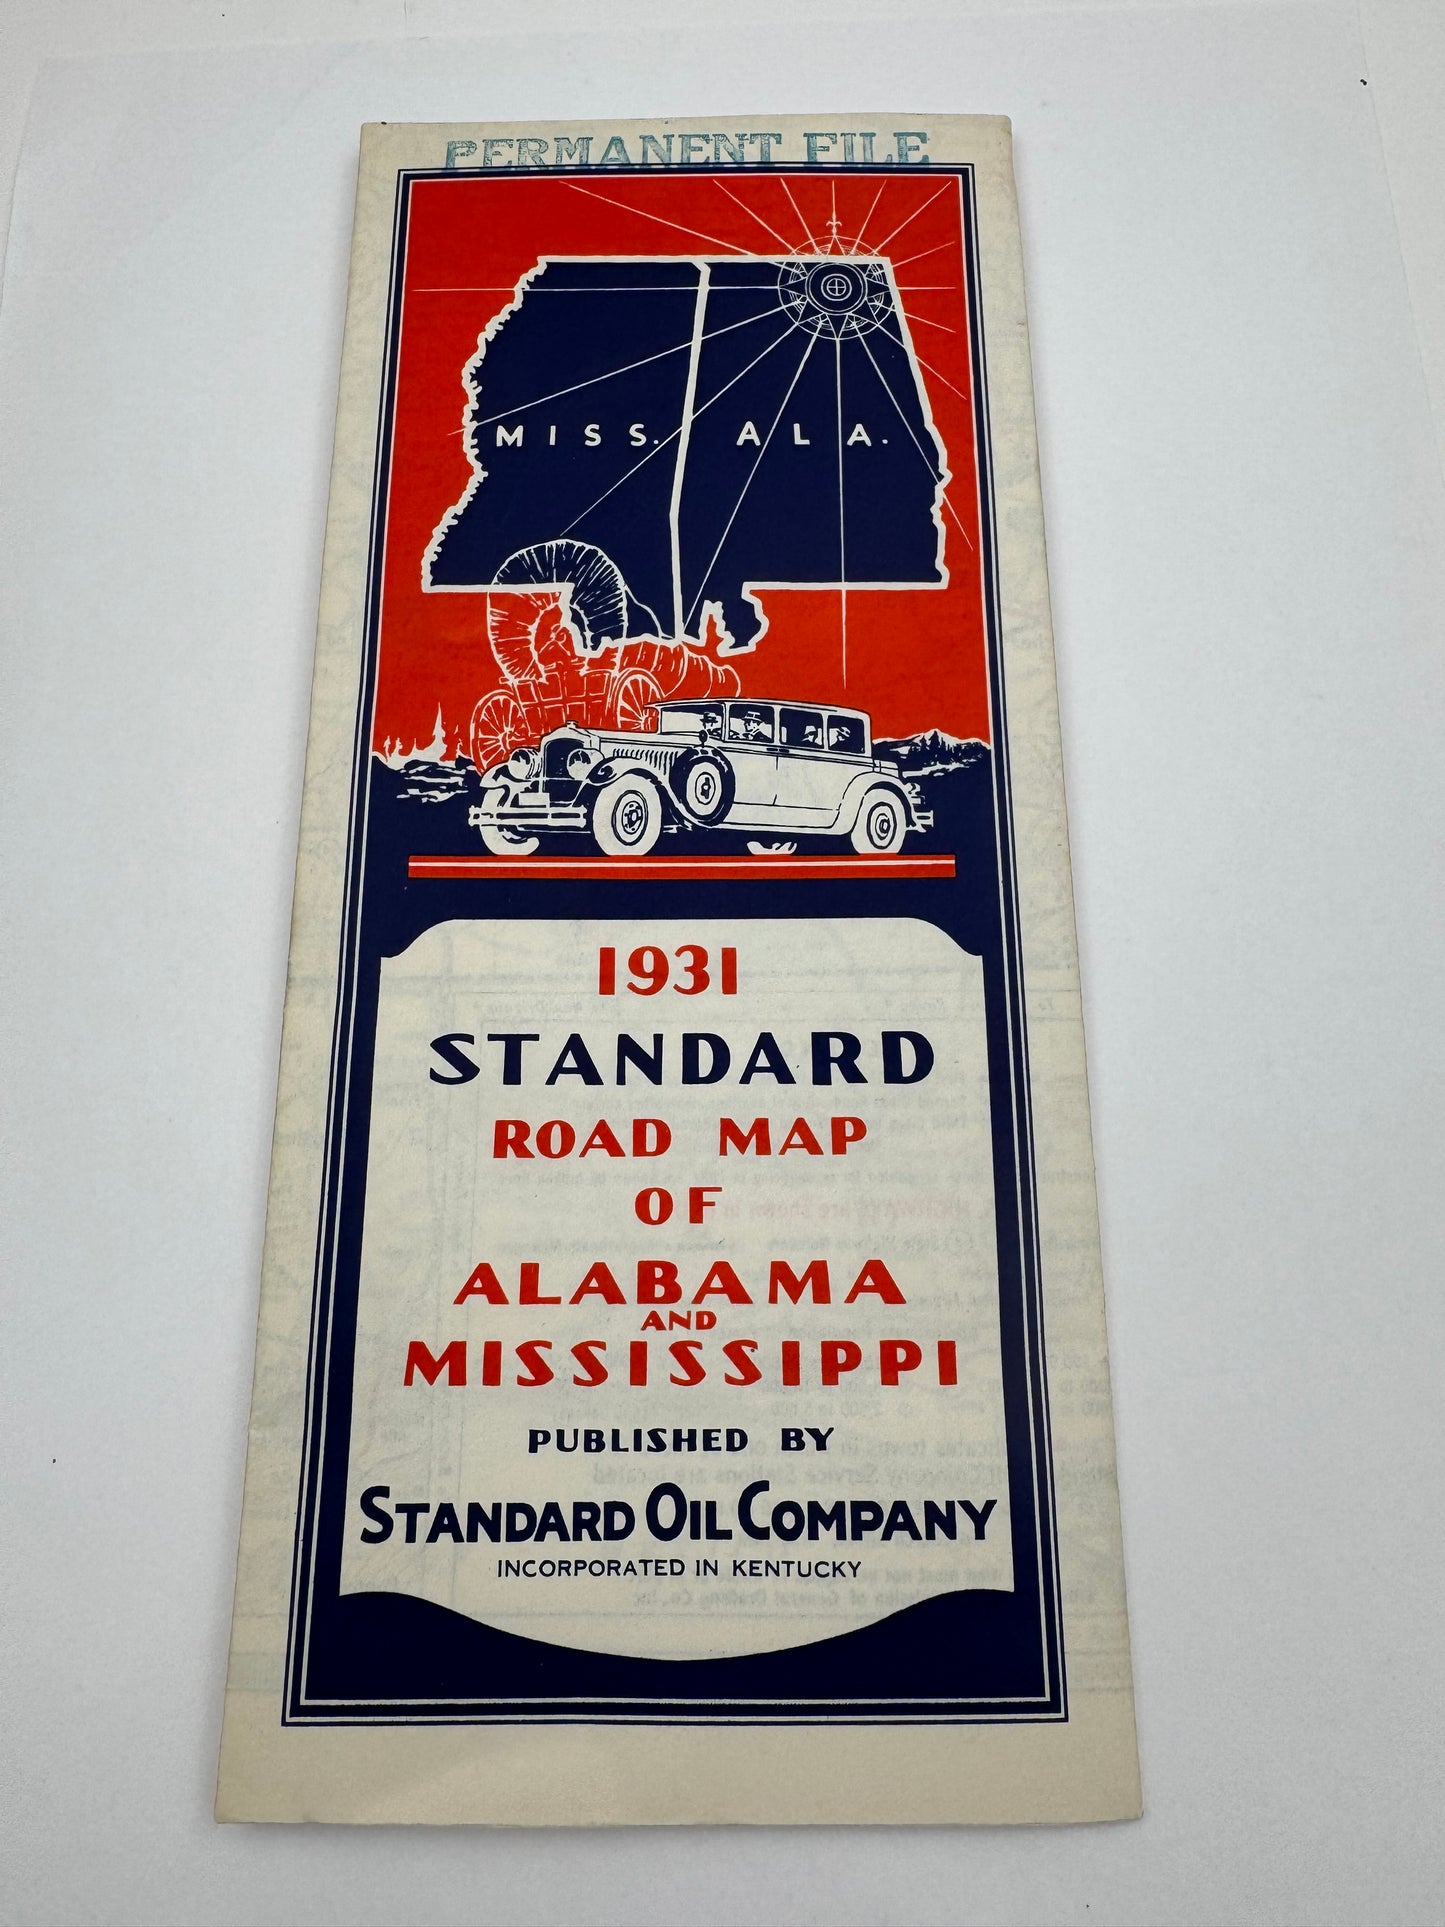 PERMANENT FILE
MISS. ALA.
1931
STANDARD
ROAD MAP
OF
ALABAMA
AND
MISSISSIPPI
PUBLISHED BY
STANDARD OIL COMPANY
INCORPORATED IN KENTUCKY